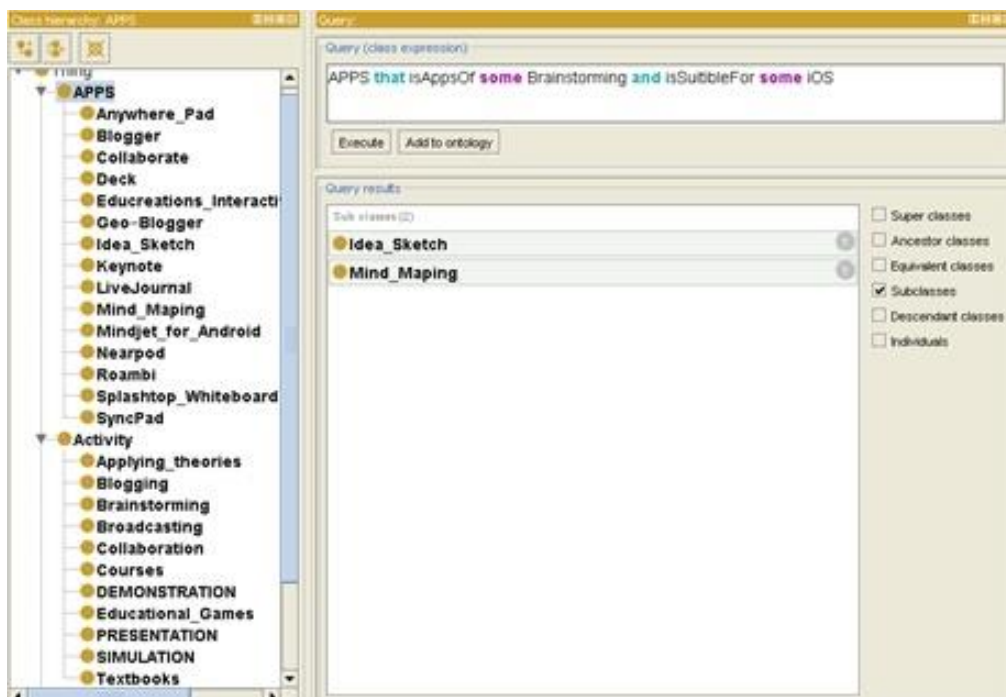 Class hierarchy: APPS
Thing
APPS
Anywhere_Pad
Blogger
Collaborate
Deck
Educreations_Interacti
Geo-Blogger
Idea_Sketch
Keynote
LiveJournal
Mind_Maping
Mindjet_for_Android
Nearpod
Roambi
Splashtop_Whiteboard
SyncPad
Activity
Applying_theories
Blogging
Brainstorming
Broadcasting
Collaboration
Courses
DEMONSTRATION
Educational_Games
PRESENTATION
SIMULATION
Textbooks
Query:
Query (class expression)
APPS that isAppsOf some Brainstorming and isSuitibleFor some iOS
Execute Add to ontology
Query results
Sub classes (2)
Idea_Sketch
Mind_Maping
Super classes
Ancestor classes
Equivalent classes
Subclasses
Descendant classes
Individuals